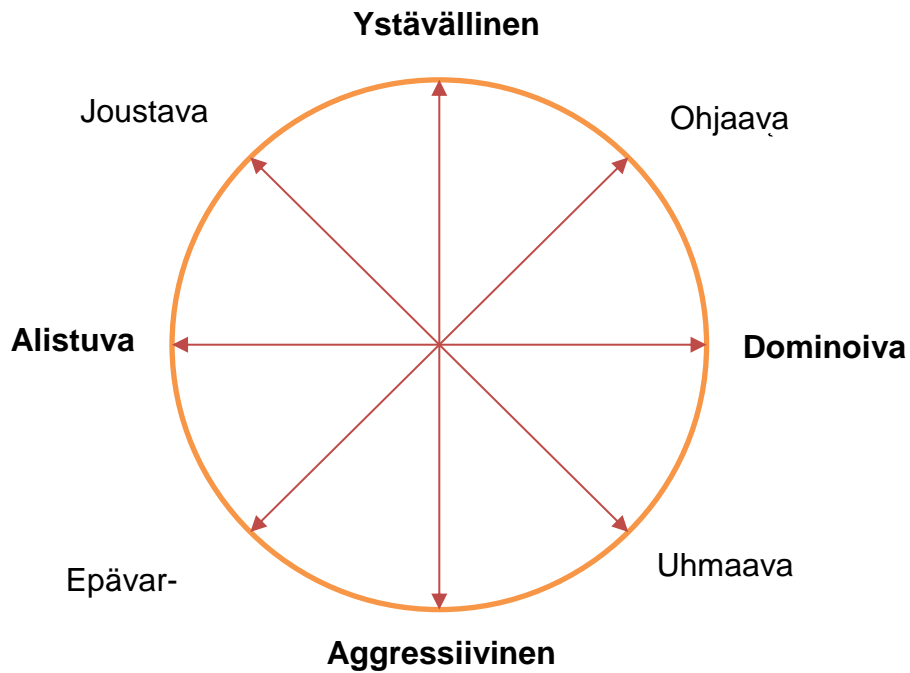 Ystävällinen
Joustava
Ohjaava
Alistuva
Dominoiva
Epävar-
Uhmaava
Aggressiivinen